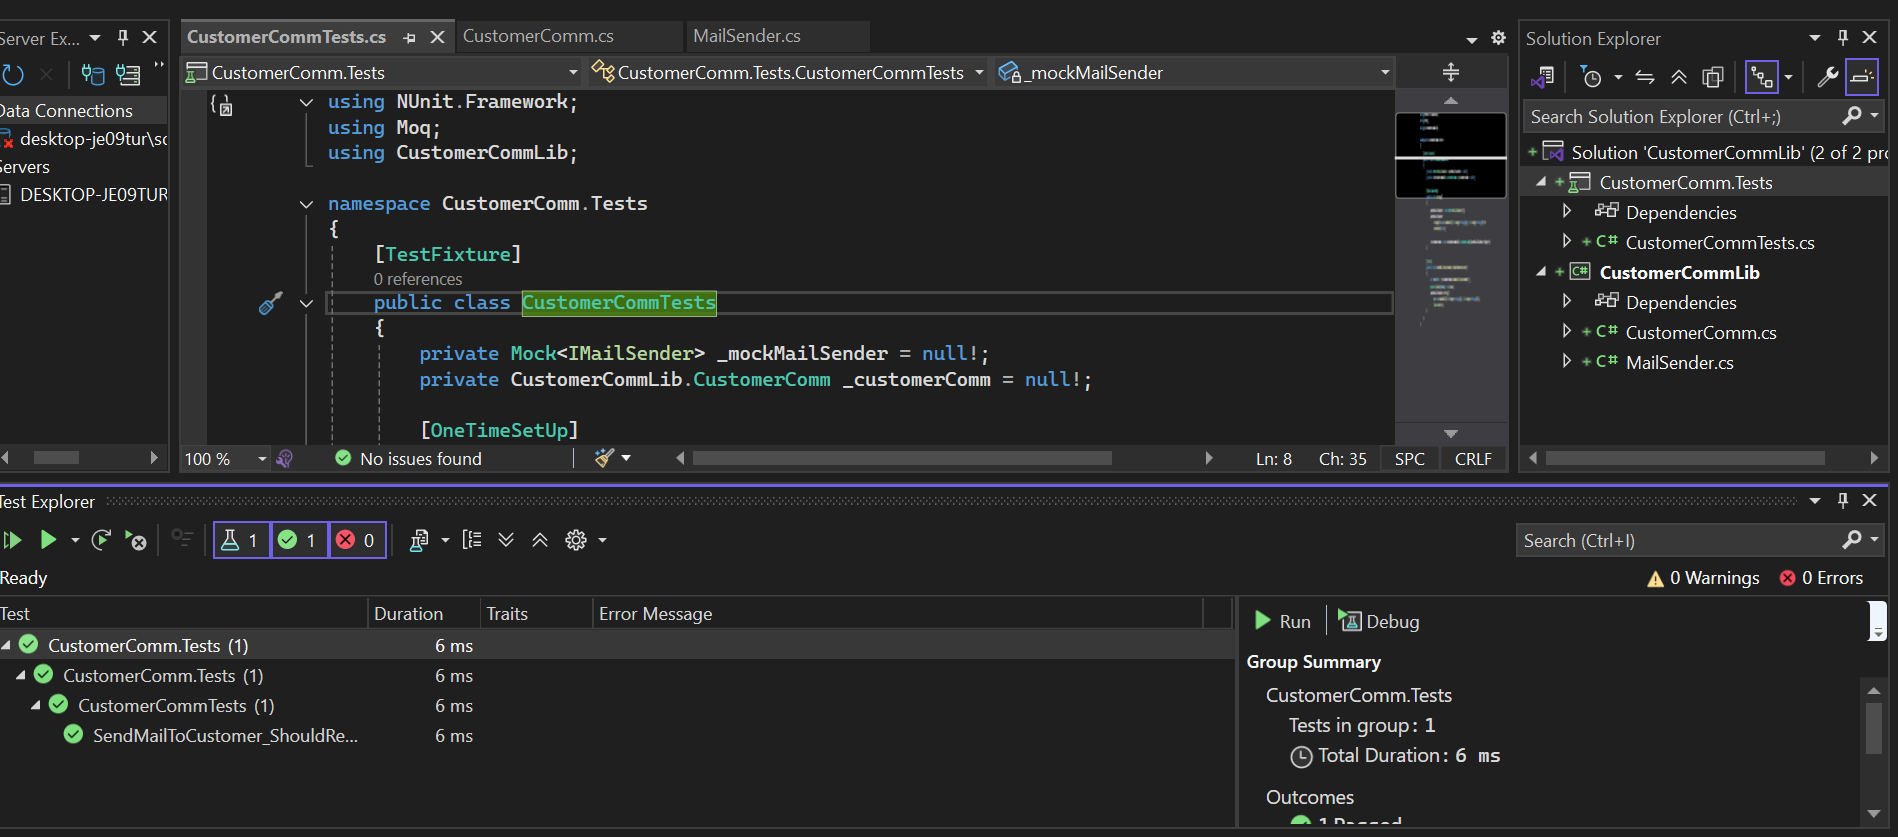 Server Ex...
Data Connections
desktop-je09tur\sc
Servers
DESKTOP-JE09TUR
CustomerCommTests.cs
CustomerComm.cs
MailSender.cs
CustomerComm.Tests
CustomerComm.Tests.CustomerCommTests
_mockMailSender
using NUnit.Framework;
using Moq;
using CustomerCommLib;
namespace CustomerComm.Tests
{
[TestFixture]
0 references
public class CustomerCommTests
{
private Mock<IMailSender> _mockMailSender = null!;
private CustomerCommLib.CustomerComm _customerComm = null!;
[OneTimeSetUp]
100 %
No issues found
Ln: 8
Ch: 35
SPC
CRLF
Solution Explorer
Search Solution Explorer (Ctrl+;)
Solution 'CustomerCommLib' (2 of 2 pro
CustomerComm.Tests
Dependencies
C# CustomerCommTests.cs
C# CustomerCommLib
Dependencies
C# CustomerComm.cs
C# MailSender.cs
Test Explorer
1
1
0
Search (Ctrl+I)
Ready
0 Warnings
0 Errors
Test
Duration
Traits
Error Message
CustomerComm.Tests (1)
6 ms
CustomerComm.Tests (1)
6 ms
CustomerCommTests (1)
6 ms
SendMailToCustomer_ShouldRe...
6 ms
Run
Debug
Group Summary
CustomerComm.Tests
Tests in group: 1
Total Duration: 6 ms
Outcomes
1 Passed